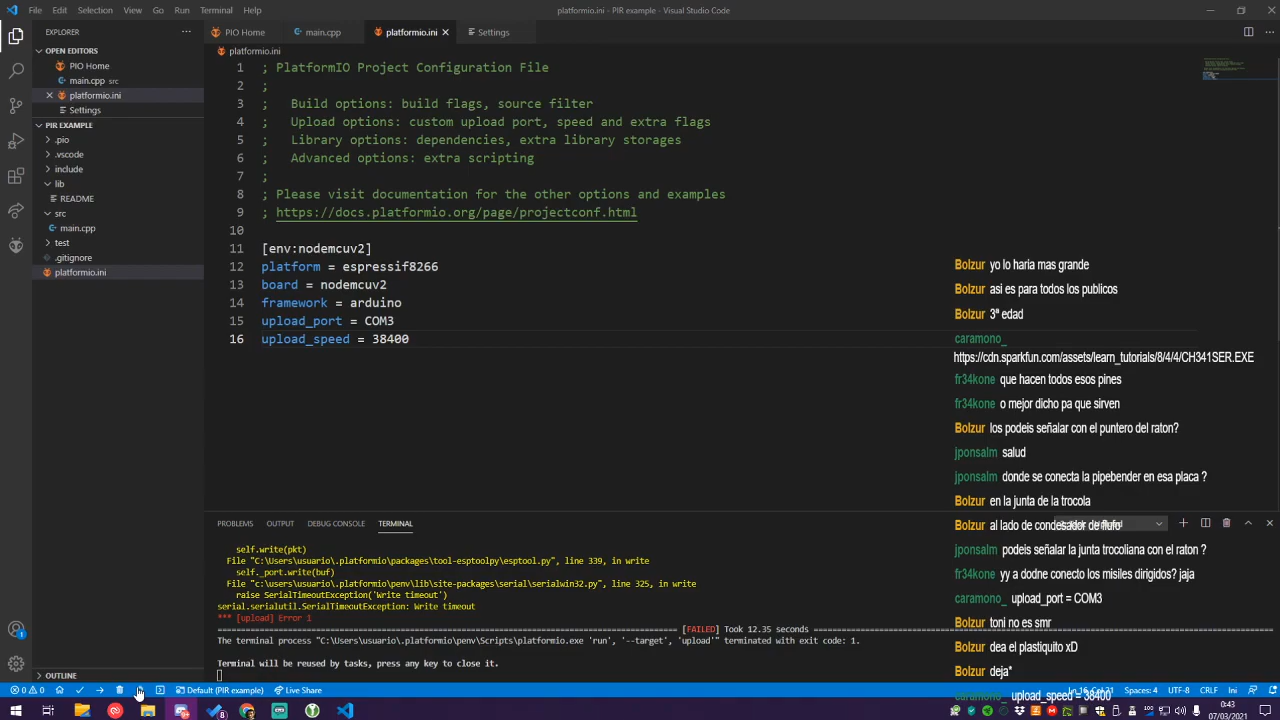 File Edit Selection View Go Run Terminal Help
platformio.ini - PIR example - Visual Studio Code
EXPLORER
OPEN EDITORS
PIO Home
main.cpp src
platformio.ini
Settings
PIR EXAMPLE
.pio
.vscode
include
lib
README
src
main.cpp
test
.gitignore
platformio.ini
OUTLINE
PIO Home
main.cpp
platformio.ini
Settings
platformio.ini
1 ; PlatformIO Project Configuration File
2 ;
3 ; Build options: build flags, source filter
4 ; Upload options: custom upload port, speed and extra flags
5 ; Library options: dependencies, extra library storages
6 ; Advanced options: extra scripting
7 ;
8 ; Please visit documentation for the other options and examples
9 ; https://docs.platformio.org/page/projectconf.html
10
11 [env:nodemcuv2]
12 platform = espressif8266
13 board = nodemcuv2
14 framework = arduino
15 upload_port = COM3
16 upload_speed = 38400
Bolzur yo lo haria mas grande
Bolzur asi es para todos los publicos
Bolzur 3ª edad
caramono_
https://cdn.sparkfun.com/assets/learn_tutorials/8/4/4/CH341SER.EXE
fr34kone que hacen todos esos pines
fr34kone o mejor dicho pa que sirven
Bolzur los podeis señalar con el puntero del raton?
jponsalm salud
jponsalm donde se conecta la pipebender en esa placa ?
Bolzur en la junta de la trocola
Bolzur al lado de condesador de flufo
jponsalm podeis señalar la junta trocoliana con el raton ?
fr34kone yy a dodne conecto los misiles dirigidos? jaja
caramono_ upload_port = COM3
Bolzur toni no es smr
Bolzur dea el plastiquito xD
Bolzur deja*
caramono_ upload_speed = 38400
PROBLEMS OUTPUT DEBUG CONSOLE TERMINAL
self.write(pkt)
File "C:\Users\usuario\.platformio\packages\tool-esptoolpy\esptool.py", line 339, in write
self._port.write(buf)
File "c:\users\usuario\.platformio\penv\lib\site-packages\serial\serialwin32.py", line 325, in write
raise SerialTimeoutException('Write timeout')
serial.serialutil.SerialTimeoutException: Write timeout
*** [upload] Error 1
[FAILED] Took 12.35 seconds
The terminal process "C:\Users\usuario\.platformio\penv\Scripts\platformio.exe 'run', '--target', 'upload'" terminated with exit code: 1.
Terminal will be reused by tasks, press any key to close it.
0 0 Default (PIR example) Live Share
Ln 16, Col 21 Spaces: 4 UTF-8 CRLF Ini
0:43
07/03/2021